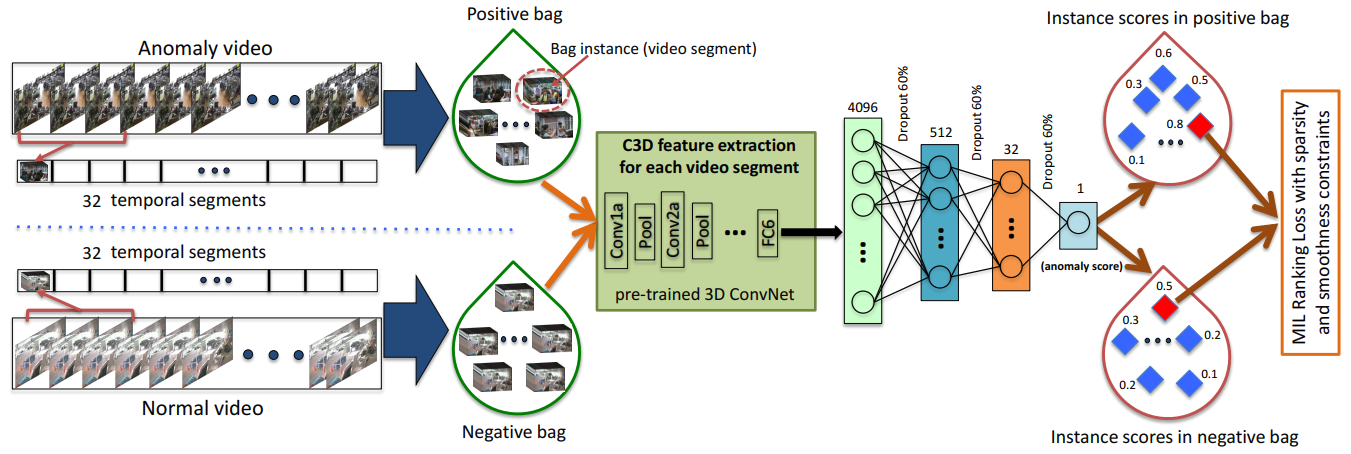 Anomaly video
32 temporal segments
32 temporal segments
Normal video
Positive bag
Bag instance (video segment)
Negative bag
C3D feature extraction
for each video segment
Conv1a
Pool
Conv2a
Pool
...
FC6
pre-trained 3D ConvNet
4096
Dropout 60%
512
Dropout 60%
32
Dropout 60%
1
(anomaly score)
Instance scores in positive bag
0.6
0.3
0.5
0.8
0.1
0.5
0.3
0.2
0.2
0.1
Instance scores in negative bag
MIL Ranking Loss with sparsity
and smoothness constraints